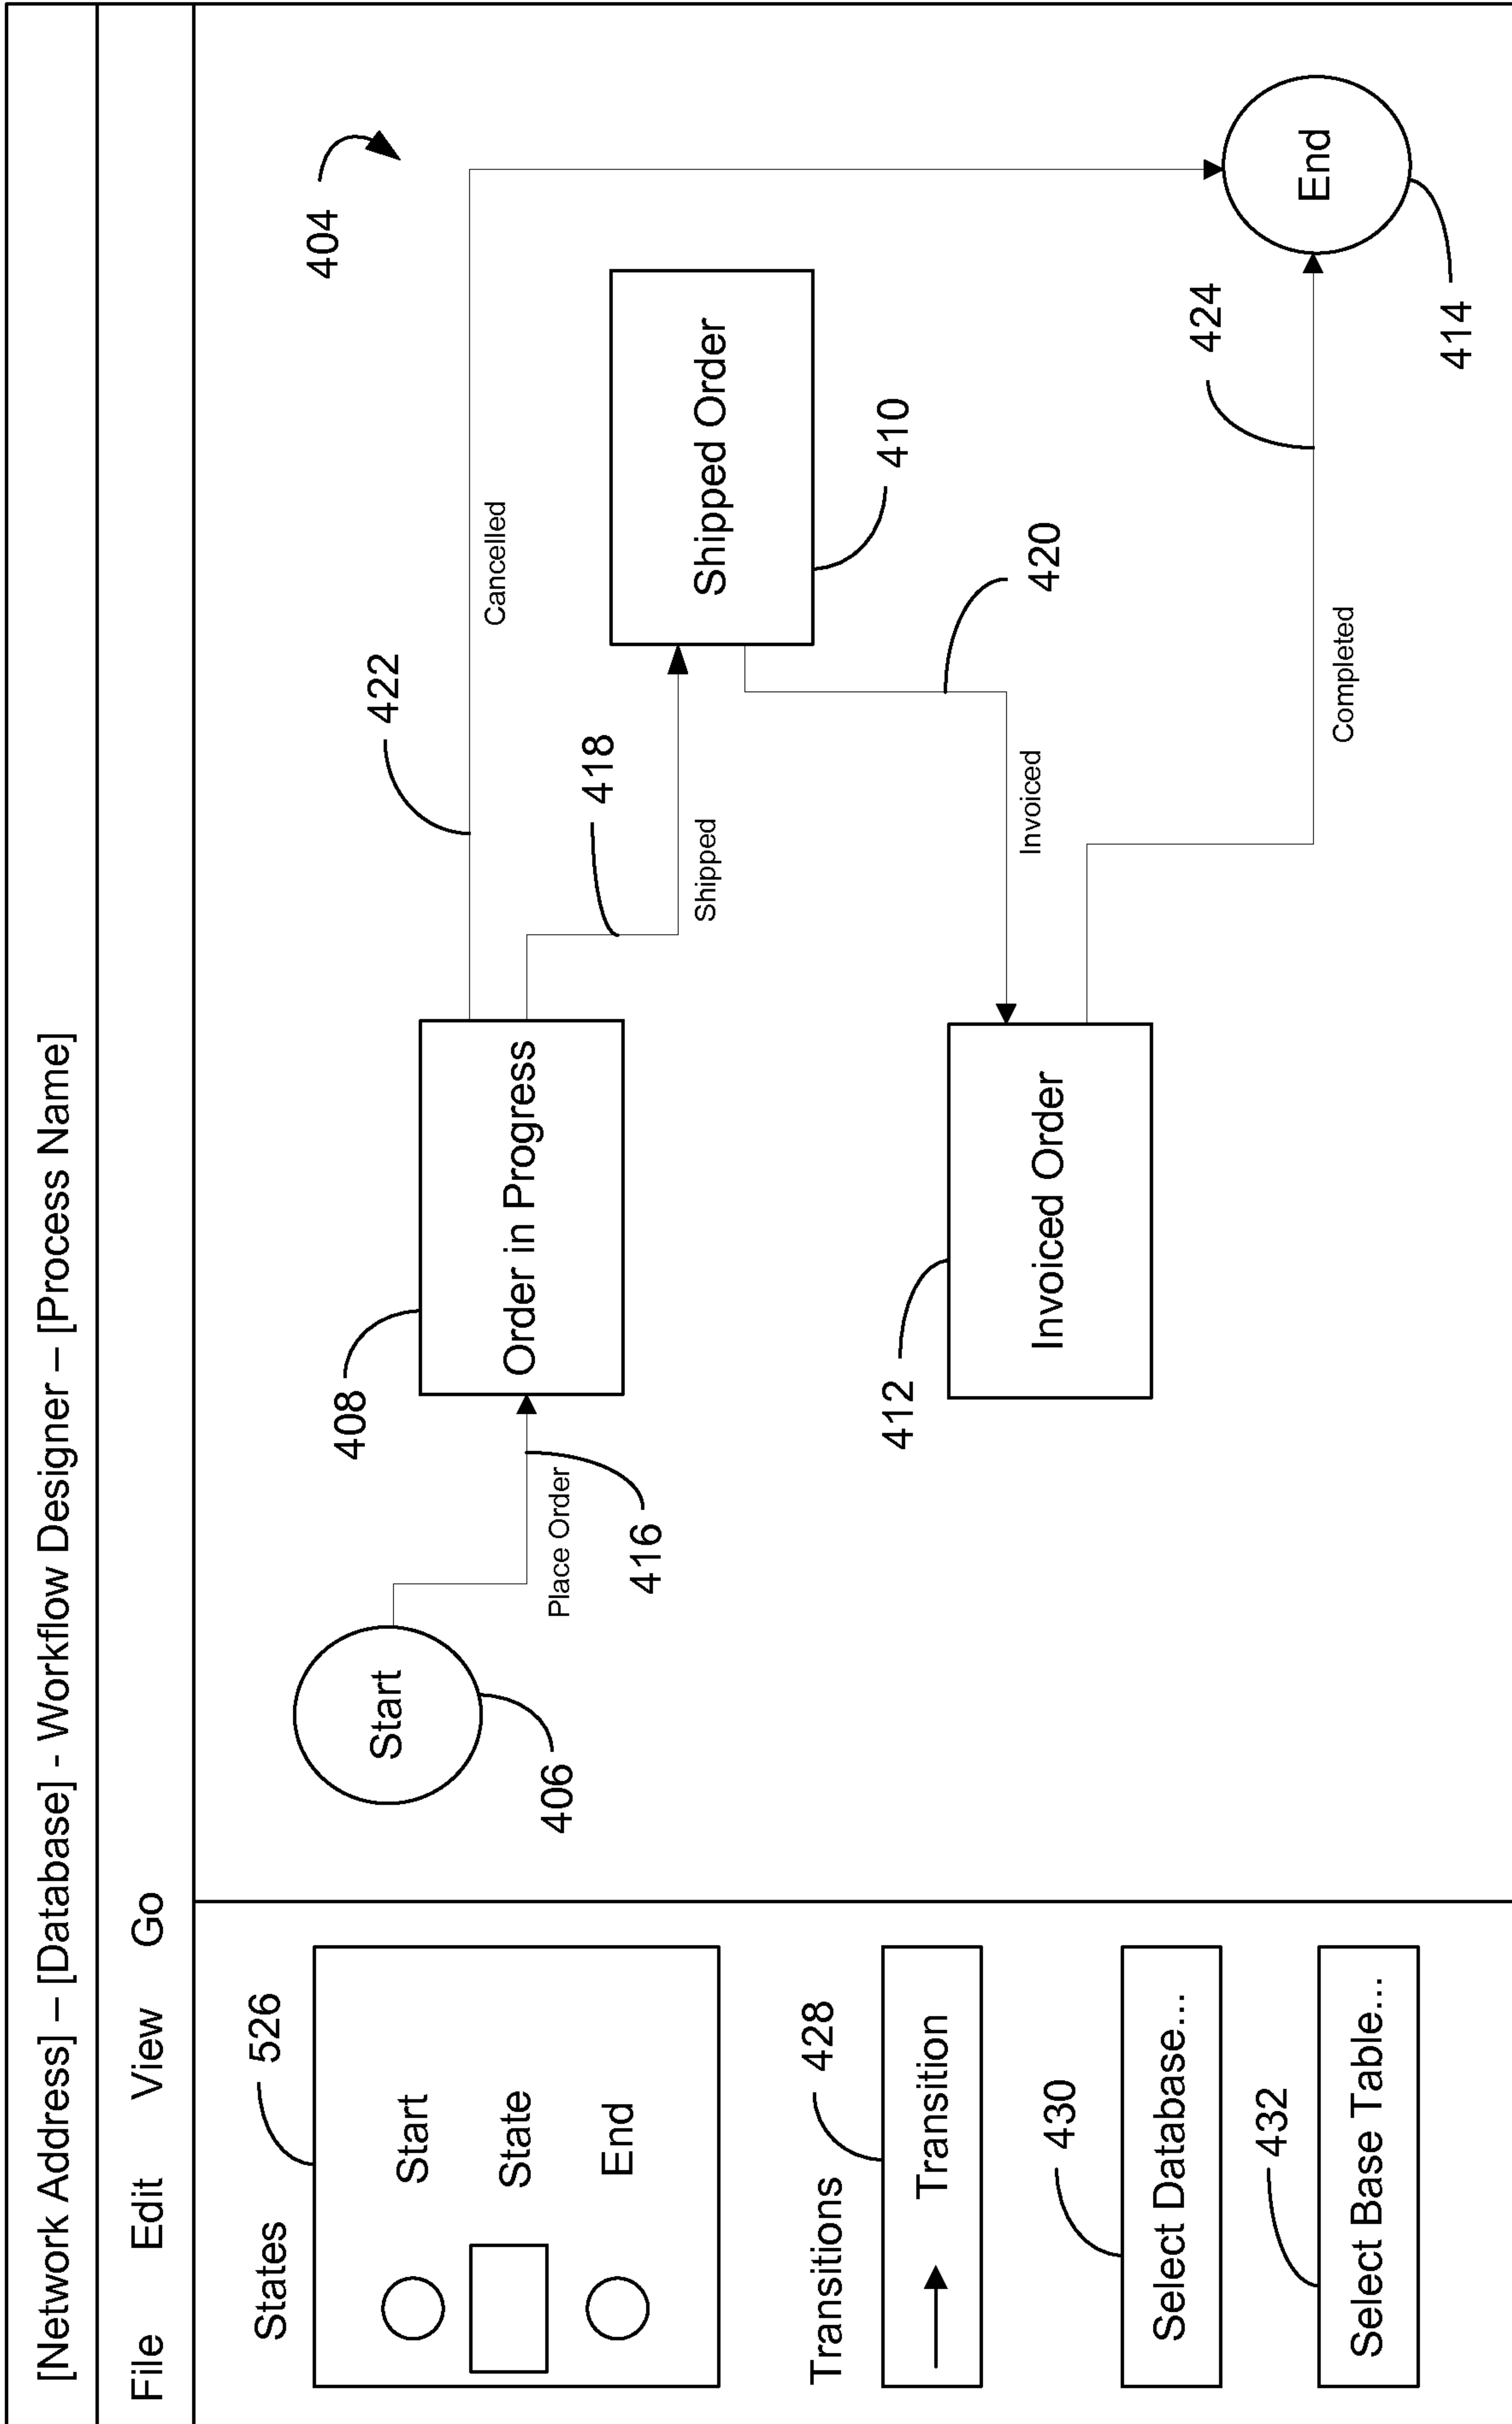 [Network Address] – [Database] - Workflow Designer – [Process Name]
File Edit View Go
States
526
Start
State
End
Transitions
428
Transition
430
Select Database...
432
Select Base Table...
404
Start
406
Place Order
416
408
Order in Progress
422
Cancelled
418
Shipped
Shipped Order
410
420
Invoiced
412
Invoiced Order
Completed
424
End
414